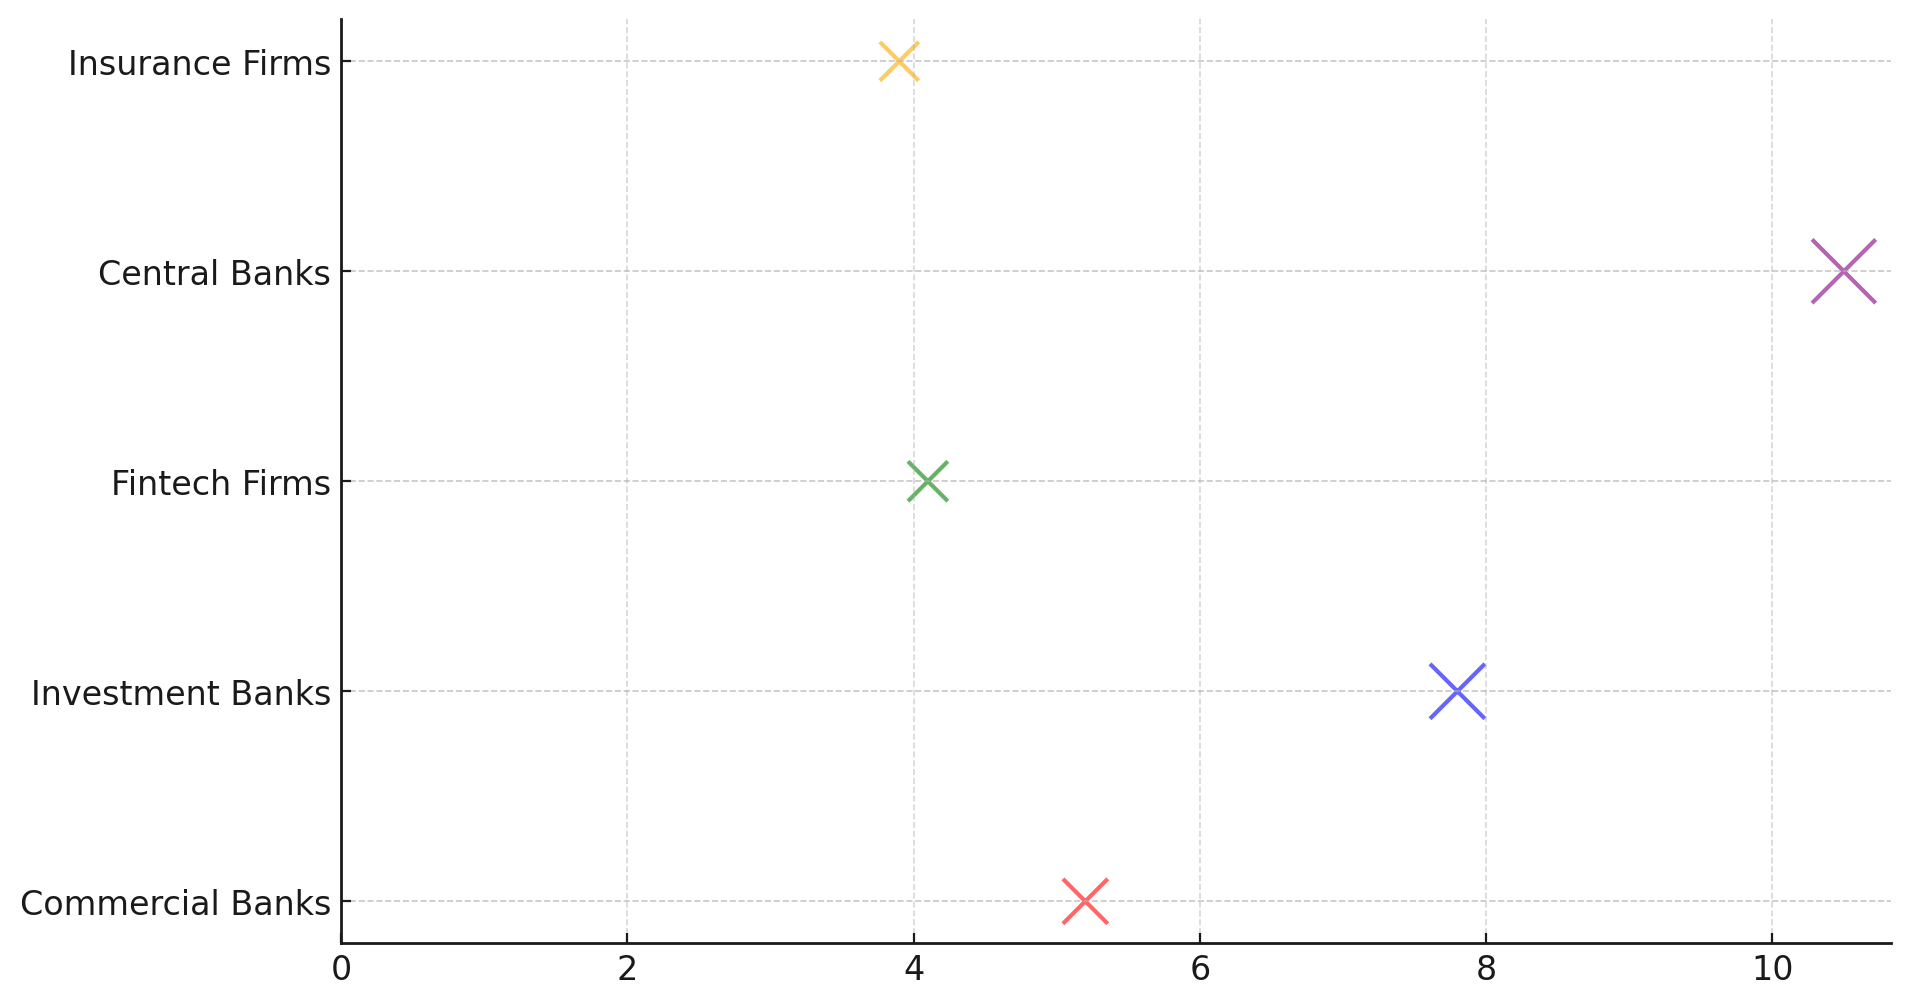 Insurance Firms
Central Banks
Fintech Firms
Investment Banks
Commercial Banks
0 2 4 6 8 10